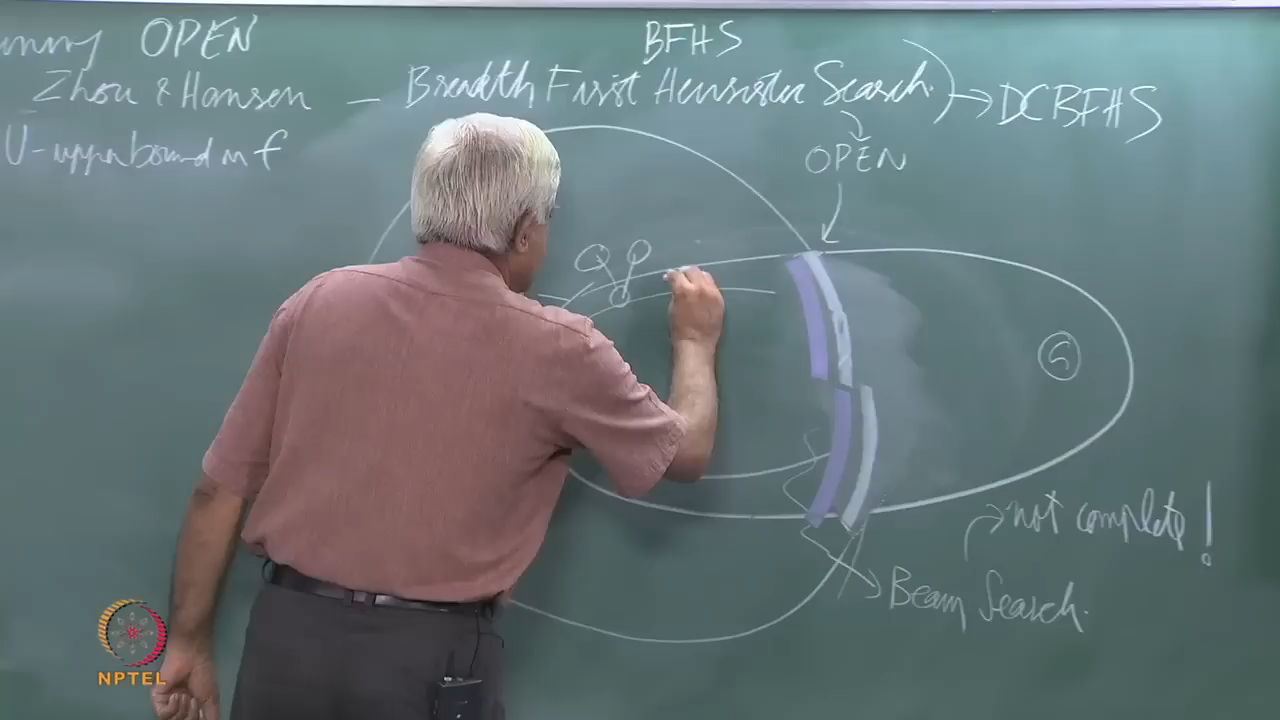 OPEN
BFHS
Zhou & Hansen – Breadth First Heuristic Search → DCBFHS
U - upper bound on f
OPEN
G
not complete!
Beam Search.
NPTEL